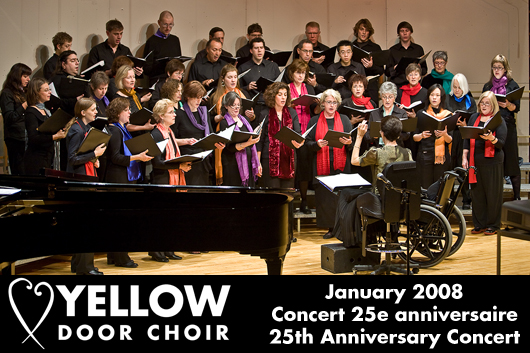 YELLOW
DOOR CHOIR
January 2008
Concert 25e anniversaire
25th Anniversary Concert